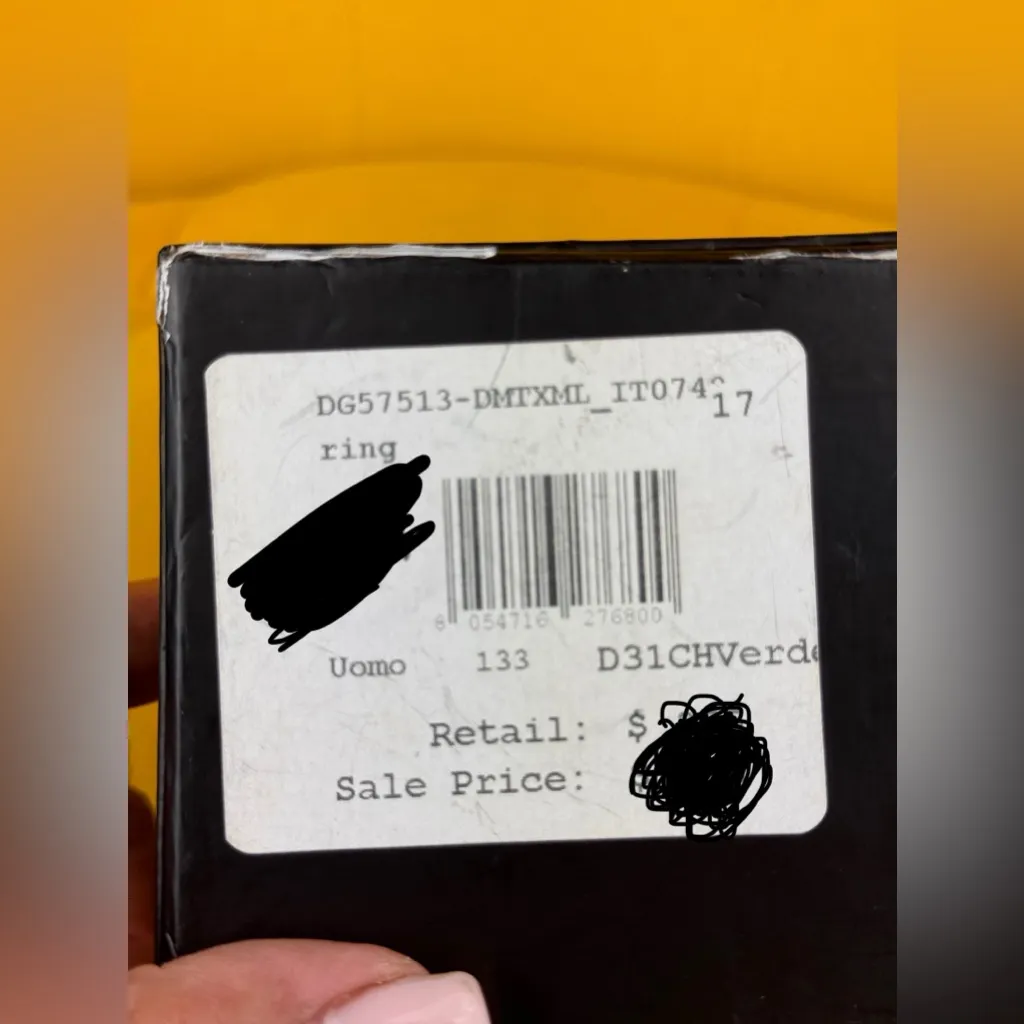 DG57513-DMTXML_IT074
17
ring
8 054716 276800
Uomo 133 D31CHVerde
Retail: $
Sale Price: